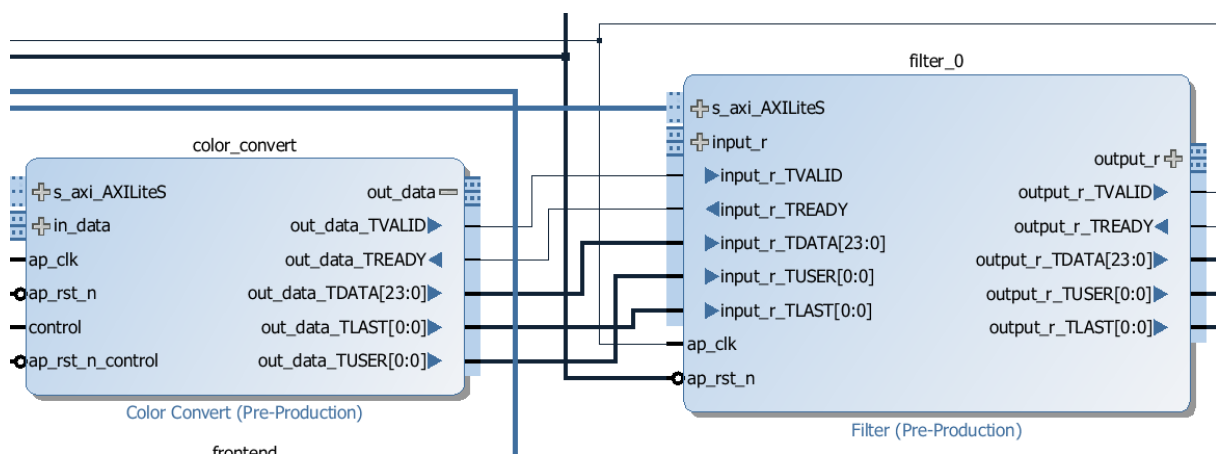 color_convert
s_axi_AXILiteS
in_data
ap_clk
ap_rst_n
control
ap_rst_n_control
out_data
out_data_TVALID
out_data_TREADY
out_data_TDATA[23:0]
out_data_TLAST[0:0]
out_data_TUSER[0:0]
Color Convert (Pre-Production)
frontend
filter_0
s_axi_AXILiteS
input_r
input_r_TVALID
input_r_TREADY
input_r_TDATA[23:0]
input_r_TUSER[0:0]
input_r_TLAST[0:0]
ap_clk
ap_rst_n
output_r
output_r_TVALID
output_r_TREADY
output_r_TDATA[23:0]
output_r_TUSER[0:0]
output_r_TLAST[0:0]
Filter (Pre-Production)